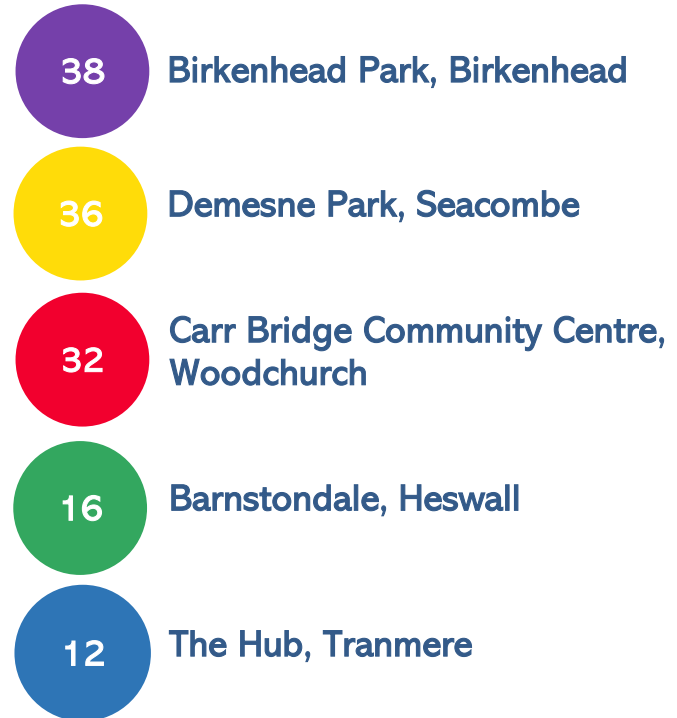 38
Birkenhead Park, Birkenhead
36
Demesne Park, Seacombe
32
Carr Bridge Community Centre,
Woodchurch
16
Barnstondale, Heswall
12
The Hub, Tranmere